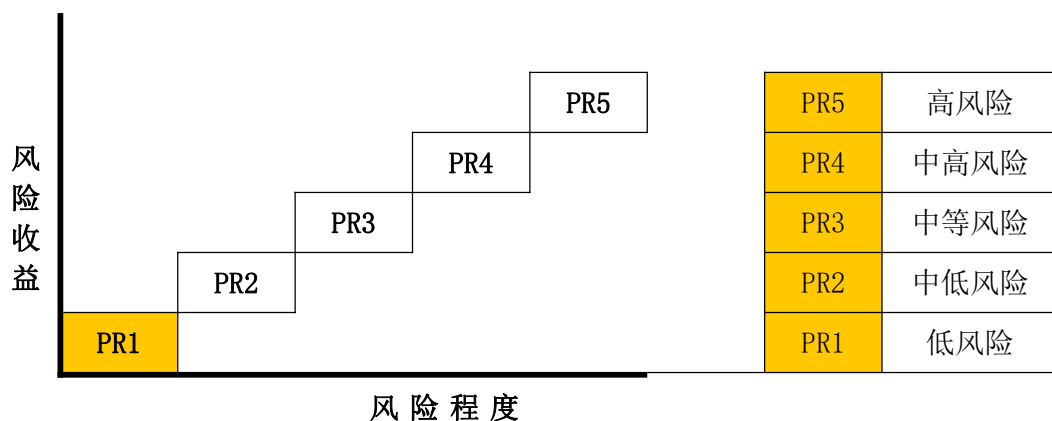 风险收益
PR5
PR4
PR3
PR2
PR1
风险程度
PR5 高风险
PR4 中高风险
PR3 中等风险
PR2 中低风险
PR1 低风险